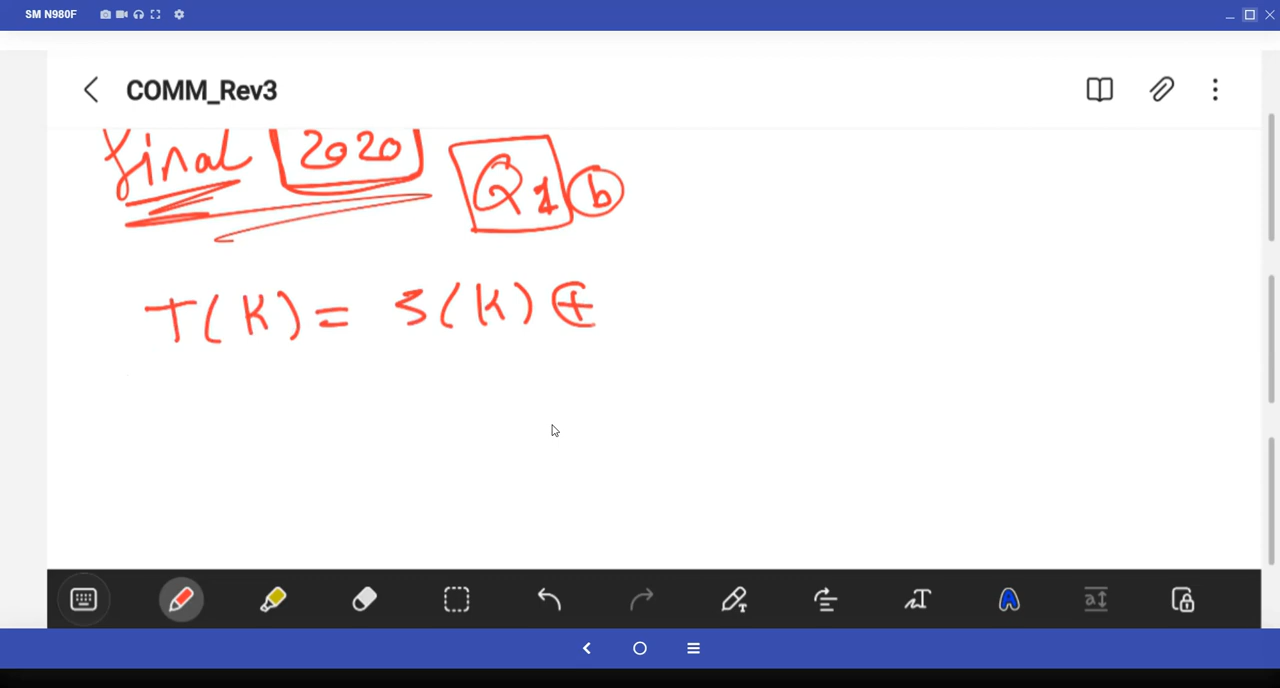 SM N980F
COMM_Rev3
final 2020 Q1 b
T(K) = S(K) ⊕